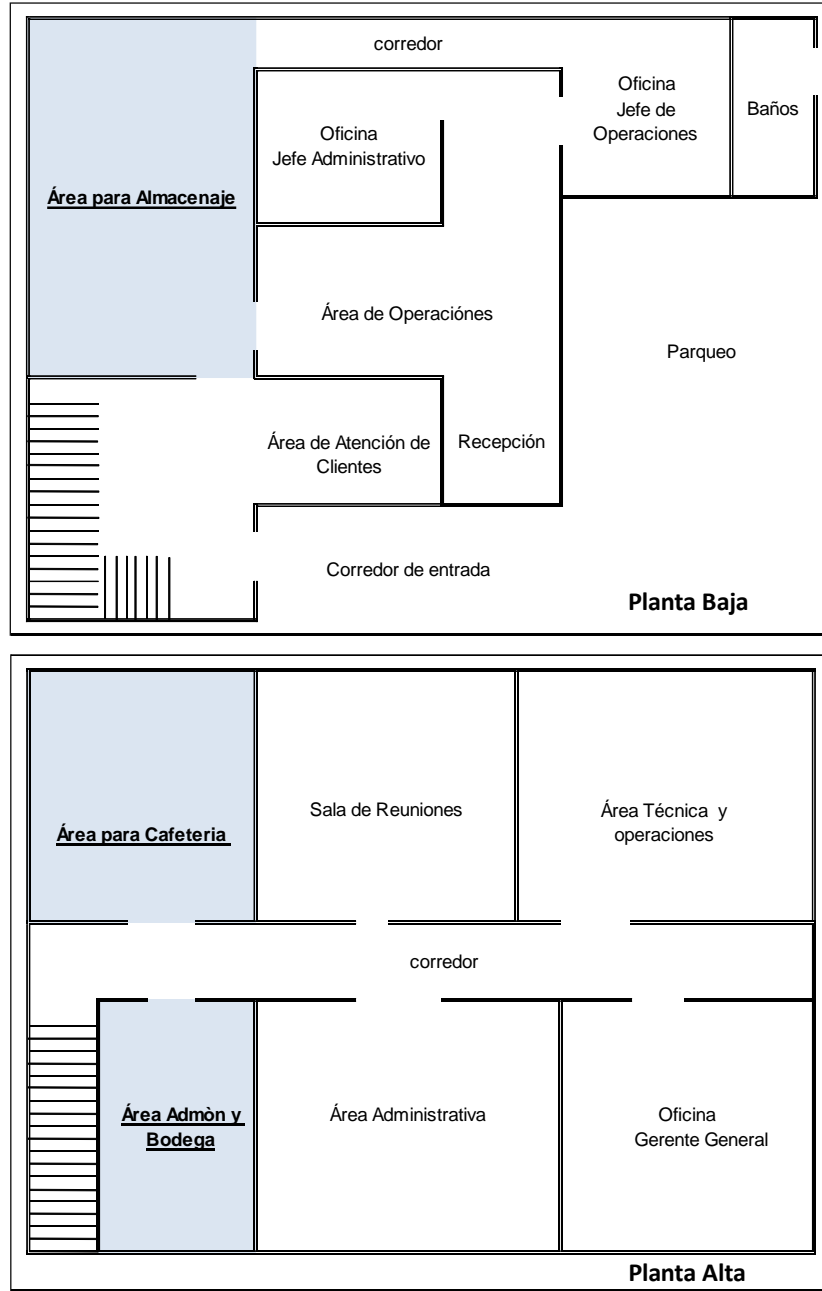 corredor
Oficina
Jefe de
Operaciones
Baños
Oficina
Jefe Administrativo
Área para Almacenaje
Área de Operaciónes
Parqueo
Área de Atención de
Clientes
Recepción
Corredor de entrada
Planta Baja
Sala de Reuniones
Área Técnica y
operaciones
Área para Cafeteria
corredor
Área Admòn y
Bodega
Área Administrativa
Oficina
Gerente General
Planta Alta